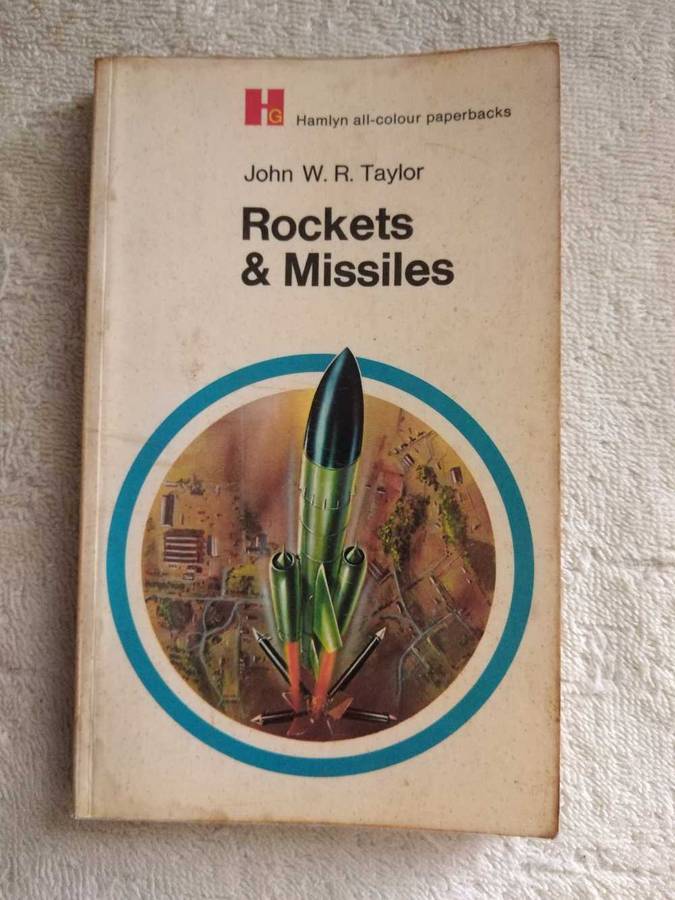 HG
Hamlyn all-colour paperbacks
John W. R. Taylor
Rockets
& Missiles